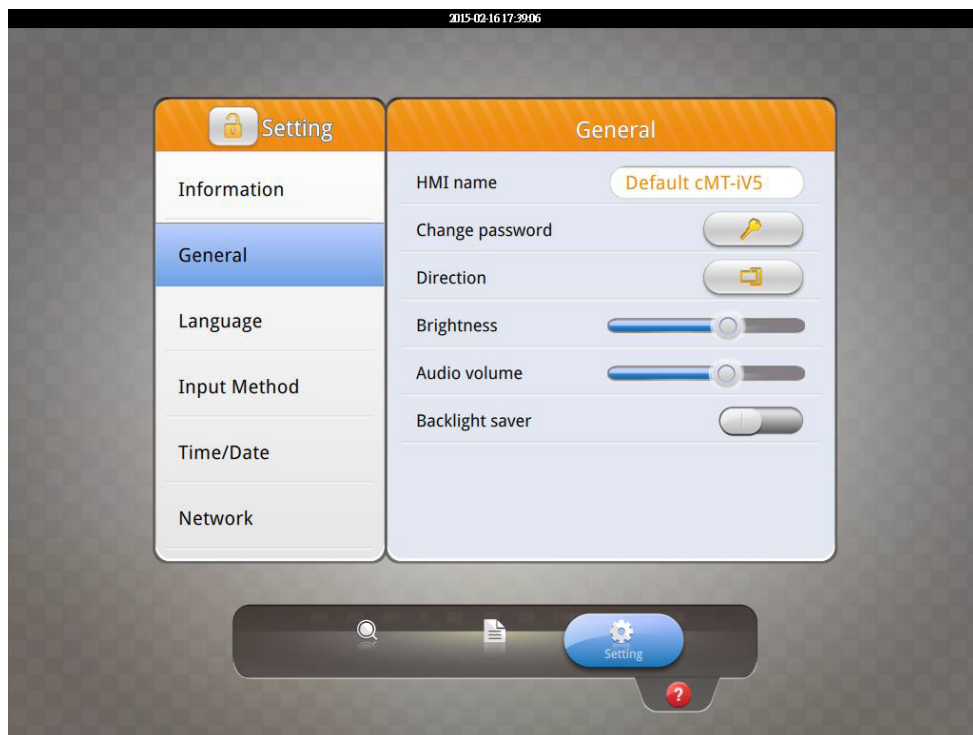 2015-02-16 17:39:06
Setting
General
Information
General
Language
Input Method
Time/Date
Network
HMI name
Default cMT-iV5
Change password
Direction
Brightness
Audio volume
Backlight saver
Setting
?